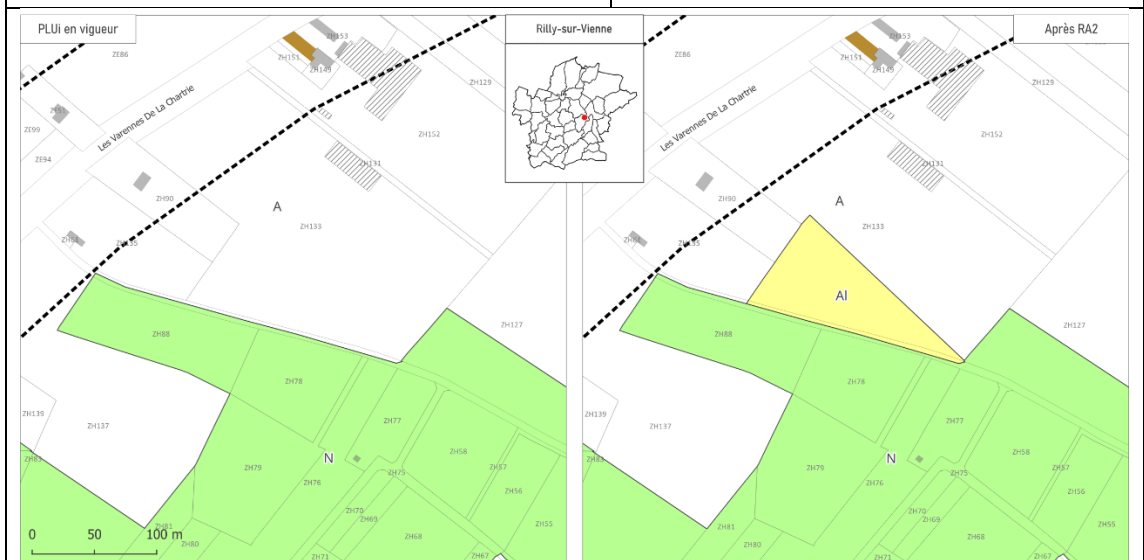 PLUi en vigueur
Rilly-sur-Vienne
Après RA2
ZE86
ZH153
ZH151
ZH149
ZH129
Les Varennes De La Chartrie
ZE99
ZH152
ZE94
ZH131
ZH90
A
ZH133
ZH127
ZH88
ZH78
ZH77
ZH139
ZH137
ZH58
N
ZH79
ZH76
ZH75
ZH57
ZH56
ZH70
ZH69
ZH55
ZH81
ZH68
ZH80
ZH71
ZH67
0 50 100 m
ZE86
ZH153
ZH151
ZH149
ZH129
Les Varennes De La Chartrie
ZE99
ZH152
ZE94
ZH131
ZH90
A
ZH133
AI
ZH127
ZH88
ZH78
ZH77
ZH139
ZH137
ZH58
N
ZH79
ZH76
ZH75
ZH57
ZH56
ZH70
ZH69
ZH55
ZH81
ZH68
ZH80
ZH71
ZH67